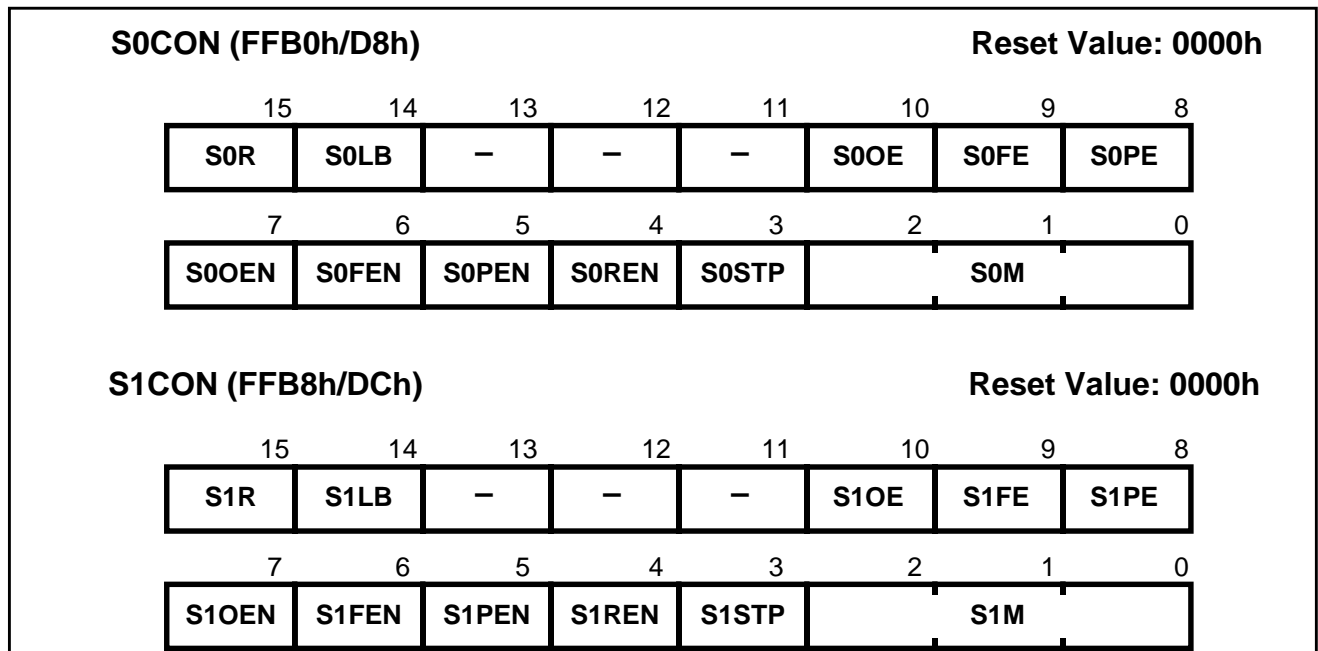 S0CON (FFB0h/D8h) Reset Value: 0000h
15 14 13 12 11 10 9 8
S0R S0LB – – – S0OE S0FE S0PE
7 6 5 4 3 2 1 0
S0OEN S0FEN S0PEN S0REN S0STP S0M
S1CON (FFB8h/DCh) Reset Value: 0000h
15 14 13 12 11 10 9 8
S1R S1LB – – – S1OE S1FE S1PE
7 6 5 4 3 2 1 0
S1OEN S1FEN S1PEN S1REN S1STP S1M